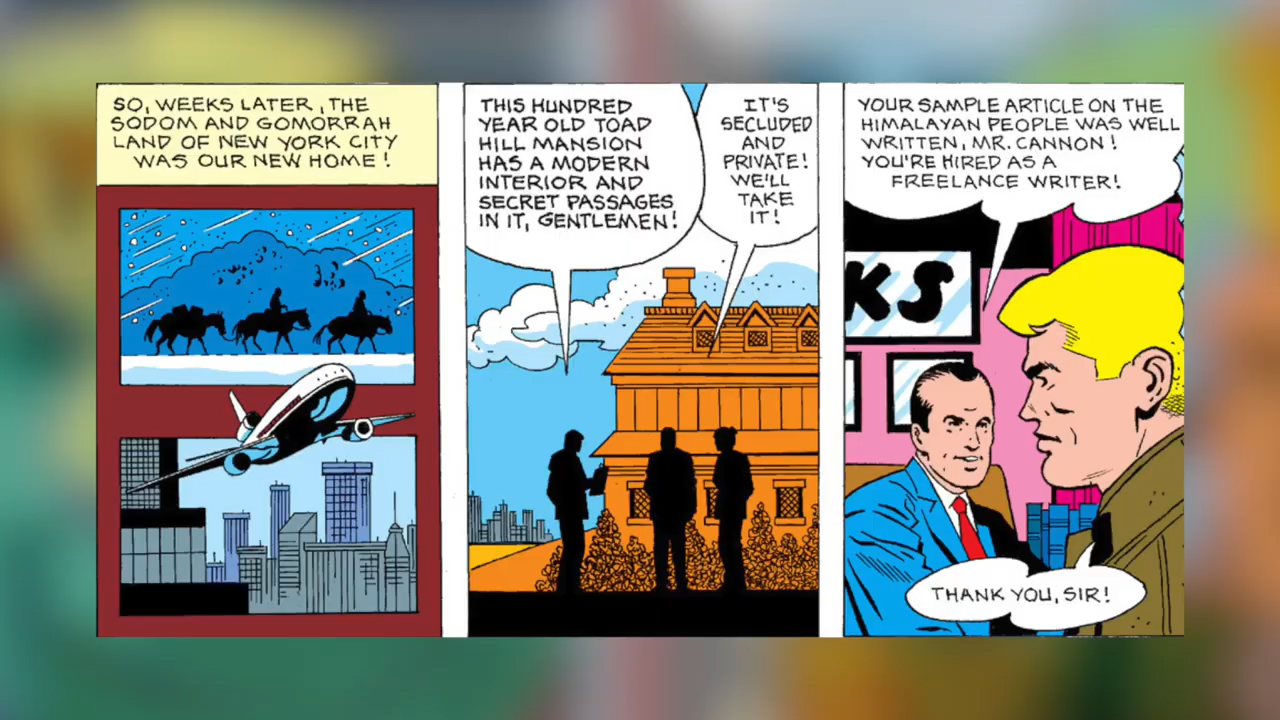 SO, WEEKS LATER, THE
SODOM AND GOMORRAH
LAND OF NEW YORK CITY
WAS OUR NEW HOME!
THIS HUNDRED
YEAR OLD TOAD
HILL MANSION
HAS A MODERN
INTERIOR AND
SECRET PASSAGES
IN IT, GENTLEMEN!
IT'S
SECLUDED
AND
PRIVATE!
WE'LL
TAKE
IT!
YOUR SAMPLE ARTICLE ON THE
HIMALAYAN PEOPLE WAS WELL
WRITTEN, MR. CANNON!
YOU'RE HIRED AS A
FREELANCE WRITER!
KS
THANK YOU, SIR!